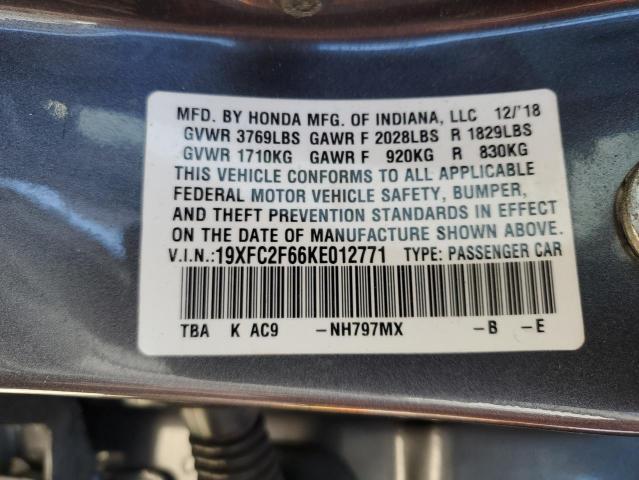 MFD. BY HONDA MFG. OF INDIANA, LLC 12/'18
GVWR 3769LBS GAWR F 2028LBS R 1829LBS
GVWR 1710KG GAWR F 920KG R 830KG
THIS VEHICLE CONFORMS TO ALL APPLICABLE
FEDERAL MOTOR VEHICLE SAFETY, BUMPER,
AND THEFT PREVENTION STANDARDS IN EFFECT
ON THE DATE OF MANUFACTURE SHOWN ABOVE.
V.I.N.:19XFC2F66KE012771 TYPE: PASSENGER CAR
TBA K AC9 -NH797MX -B -E